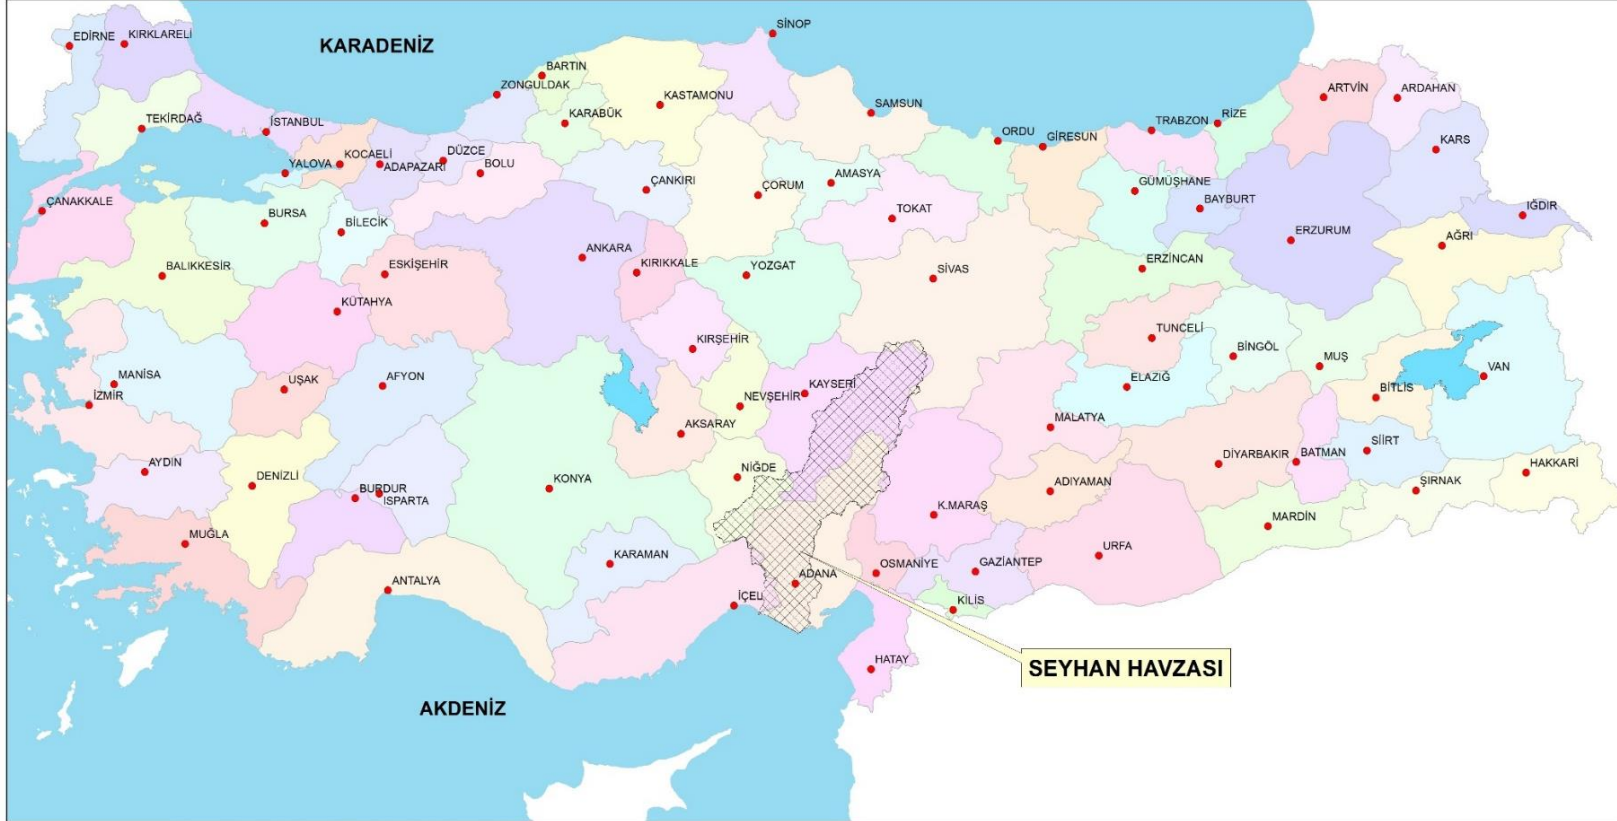 SİNOP
EDİRNE
KIRKLARELİ
KARADENİZ
BARTIN
ZONGULDAK
KASTAMONU
KARABÜK
SAMSUN
ARTVİN
ARDAHAN
TEKİRDAĞ
İSTANBUL
ORDU
GİRESUN
TRABZON
RİZE
KARS
YALOVA
KOCAELİ
ADAPAZARI
DÜZCE
BOLU
ÇANKIRI
ÇORUM
AMASYA
GÜMÜŞHANE
BAYBURT
IĞDIR
ÇANAKKALE
BURSA
BİLECİK
TOKAT
ERZURUM
AĞRI
BALIKKESİR
ESKİŞEHİR
ANKARA
KIRIKKALE
YOZGAT
SİVAS
ERZİNCAN
KÜTAHYA
KIRŞEHİR
TUNCELİ
BİNGÖL
MUŞ
VAN
MANİSA
İZMİR
UŞAK
AFYON
NEVŞEHİR
KAYSERİ
ELAZIĞ
BİTLİS
AKSARAY
MALATYA
AYDIN
DENİZLİ
BURDUR
ISPARTA
KONYA
NİĞDE
ADIYAMAN
DİYARBAKIR
BATMAN
SİİRT
ŞIRNAK
HAKKARİ
MUĞLA
K.MARAŞ
MARDİN
ANTALYA
KARAMAN
İÇEL
ADANA
OSMANİYE
GAZİANTEP
URFA
KİLİS
HATAY
SEYHAN HAVZASI
AKDENİZ